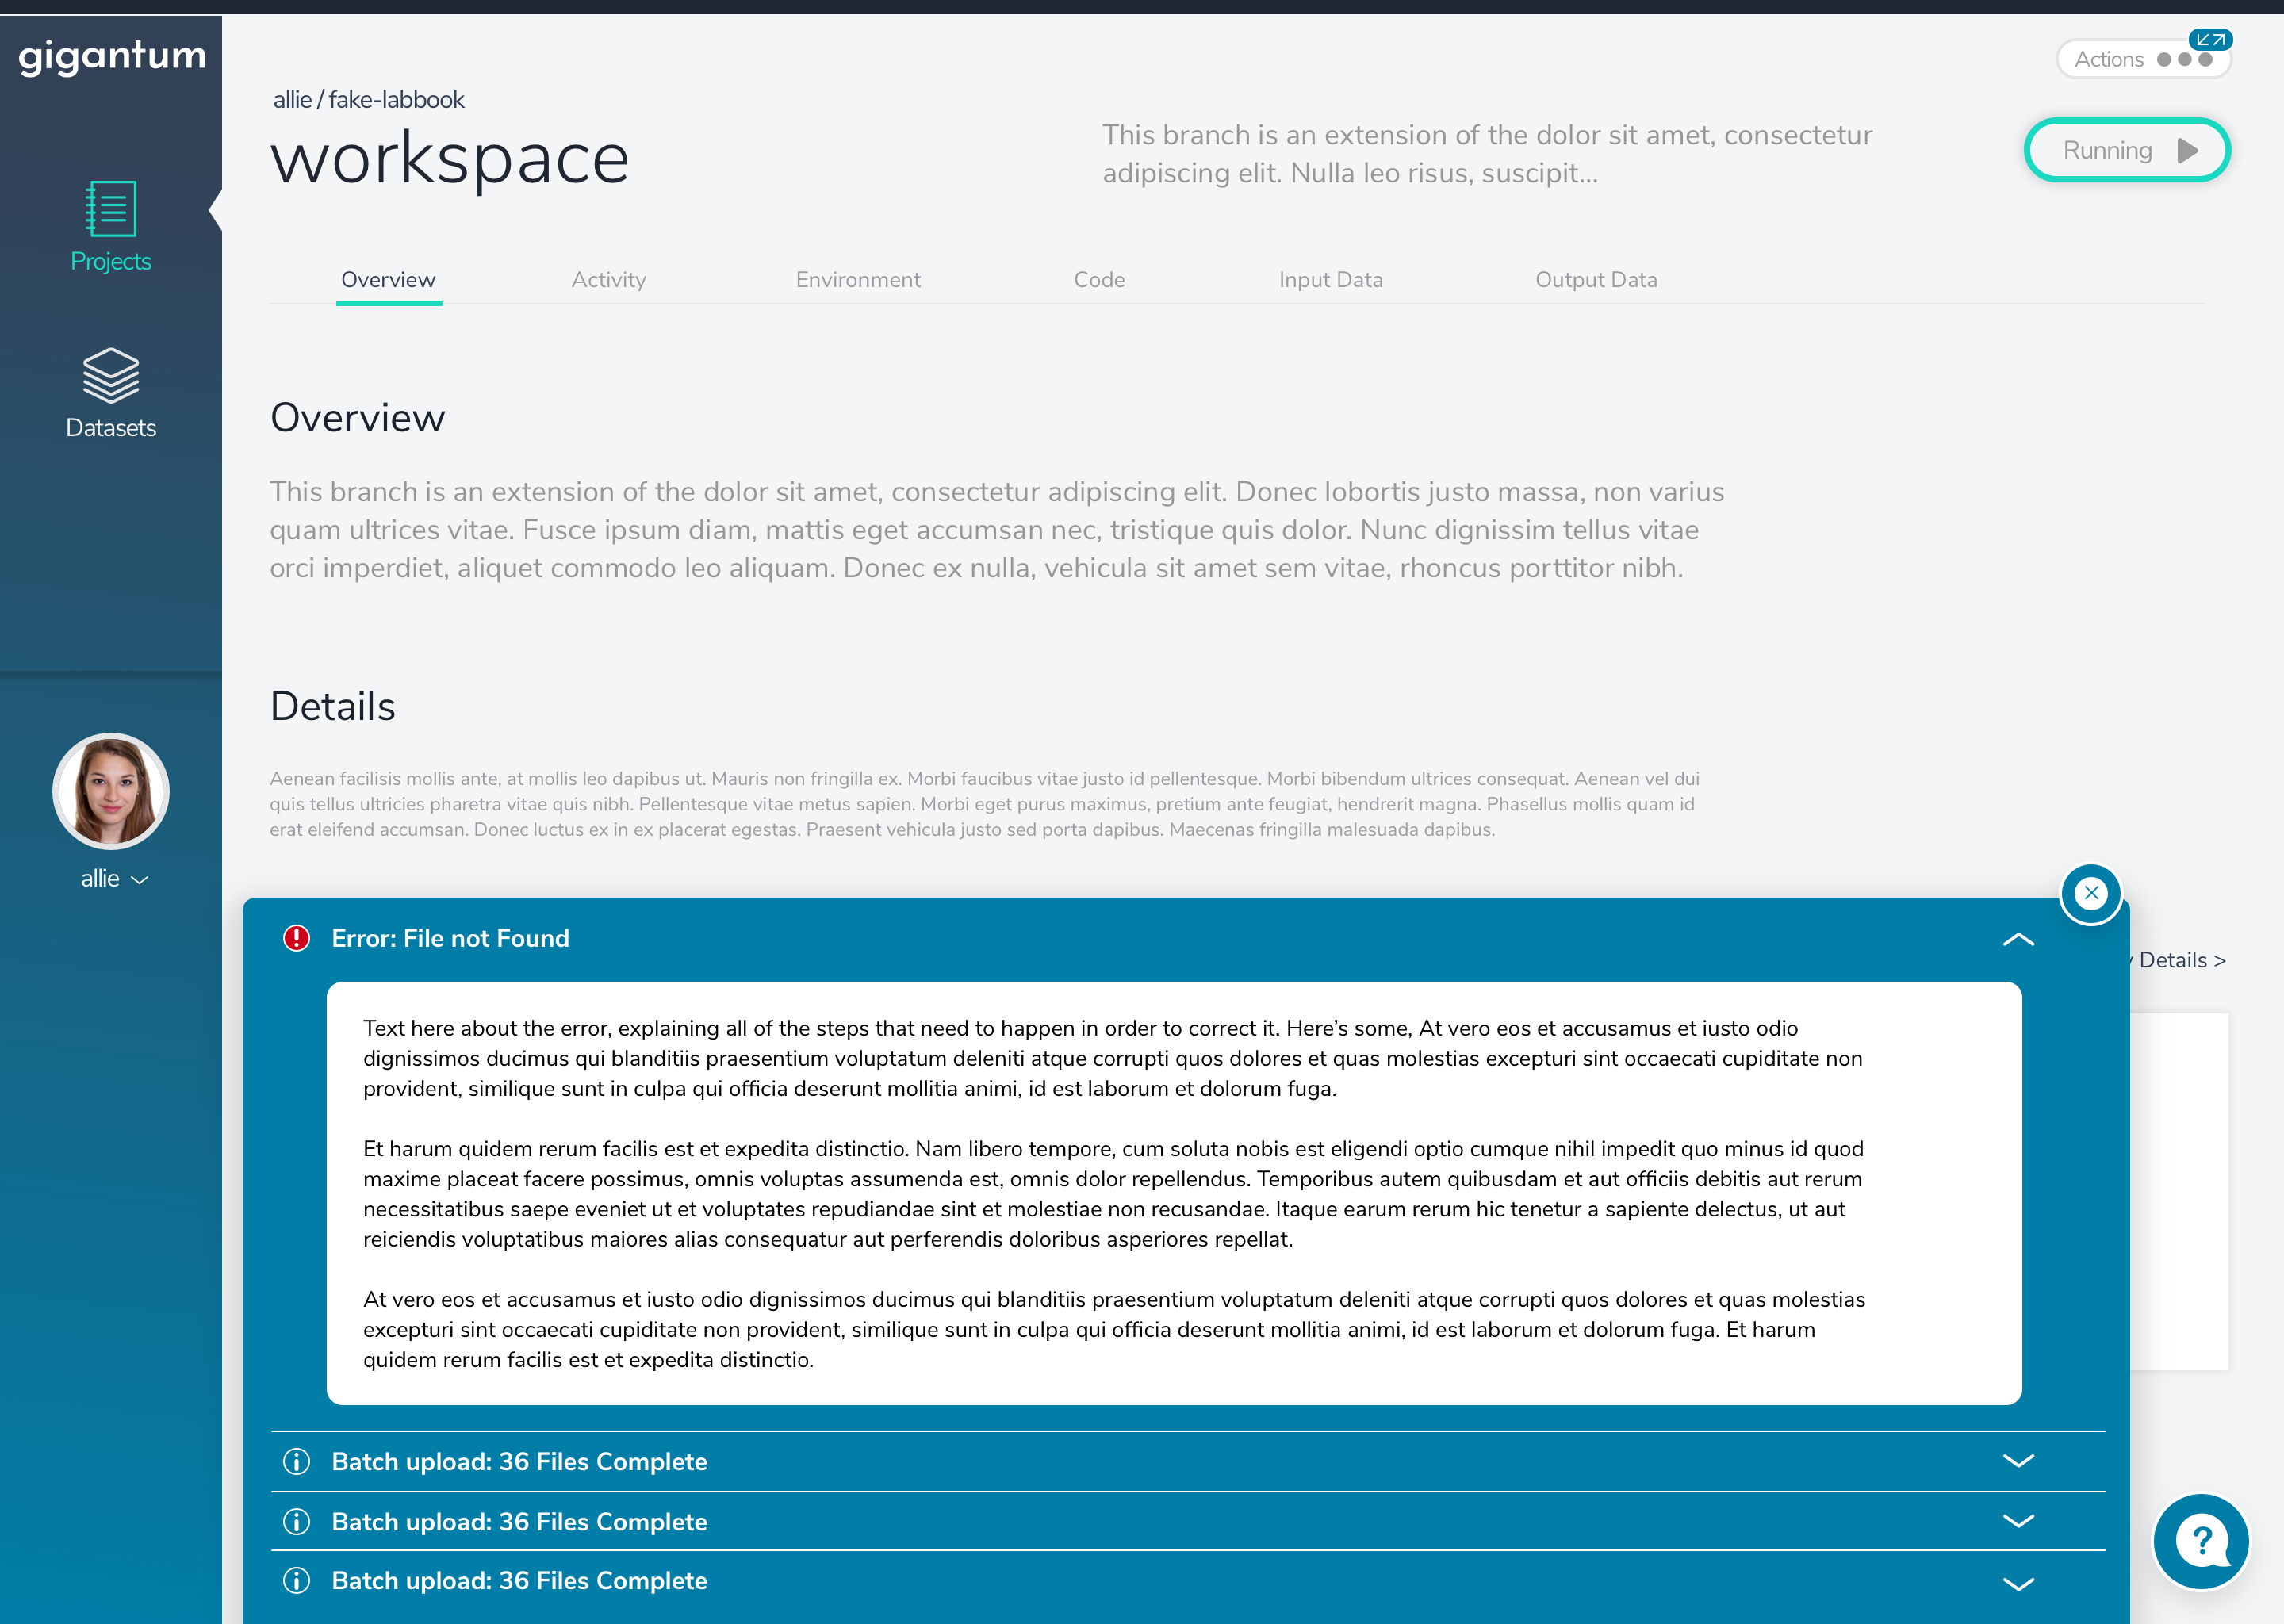 gigantum
Projects
Datasets
allie
allie / fake-labbook
workspace
This branch is an extension of the dolor sit amet, consectetur
adipiscing elit. Nulla leo risus, suscipit...
Actions
Running
Overview
Activity
Environment
Code
Input Data
Output Data
Overview
This branch is an extension of the dolor sit amet, consectetur adipiscing elit. Donec lobortis justo massa, non varius
quam ultrices vitae. Fusce ipsum diam, mattis eget accumsan nec, tristique quis dolor. Nunc dignissim tellus vitae
orci imperdiet, aliquet commodo leo aliquam. Donec ex nulla, vehicula sit amet sem vitae, rhoncus porttitor nibh.
Details
Aenean facilisis mollis ante, at mollis leo dapibus ut. Mauris non fringilla ex. Morbi faucibus vitae justo id pellentesque. Morbi bibendum ultrices consequat. Aenean vel dui
quis tellus ultricies pharetra vitae quis nibh. Pellentesque vitae metus sapien. Morbi eget purus maximus, pretium ante feugiat, hendrerit magna. Phasellus mollis quam id
erat eleifend accumsan. Donec luctus ex in ex placerat egestas. Praesent vehicula justo sed porta dapibus. Maecenas fringilla malesuada dapibus.
Details >
Error: File not Found
Text here about the error, explaining all of the steps that need to happen in order to correct it. Here's some, At vero eos et accusamus et iusto odio
dignissimos ducimus qui blanditiis praesentium voluptatum deleniti atque corrupti quos dolores et quas molestias excepturi sint occaecati cupiditate non
provident, similique sunt in culpa qui officia deserunt mollitia animi, id est laborum et dolorum fuga.
Et harum quidem rerum facilis est et expedita distinctio. Nam libero tempore, cum soluta nobis est eligendi optio cumque nihil impedit quo minus id quod
maxime placeat facere possimus, omnis voluptas assumenda est, omnis dolor repellendus. Temporibus autem quibusdam et aut officiis debitis aut rerum
necessitatibus saepe eveniet ut et voluptates repudiandae sint et molestiae non recusandae. Itaque earum rerum hic tenetur a sapiente delectus, ut aut
reiciendis voluptatibus maiores alias consequatur aut perferendis doloribus asperiores repellat.
At vero eos et accusamus et iusto odio dignissimos ducimus qui blanditiis praesentium voluptatum deleniti atque corrupti quos dolores et quas molestias
excepturi sint occaecati cupiditate non provident, similique sunt in culpa qui officia deserunt mollitia animi, id est laborum et dolorum fuga. Et harum
quidem rerum facilis est et expedita distinctio.
Batch upload: 36 Files Complete
Batch upload: 36 Files Complete
Batch upload: 36 Files Complete